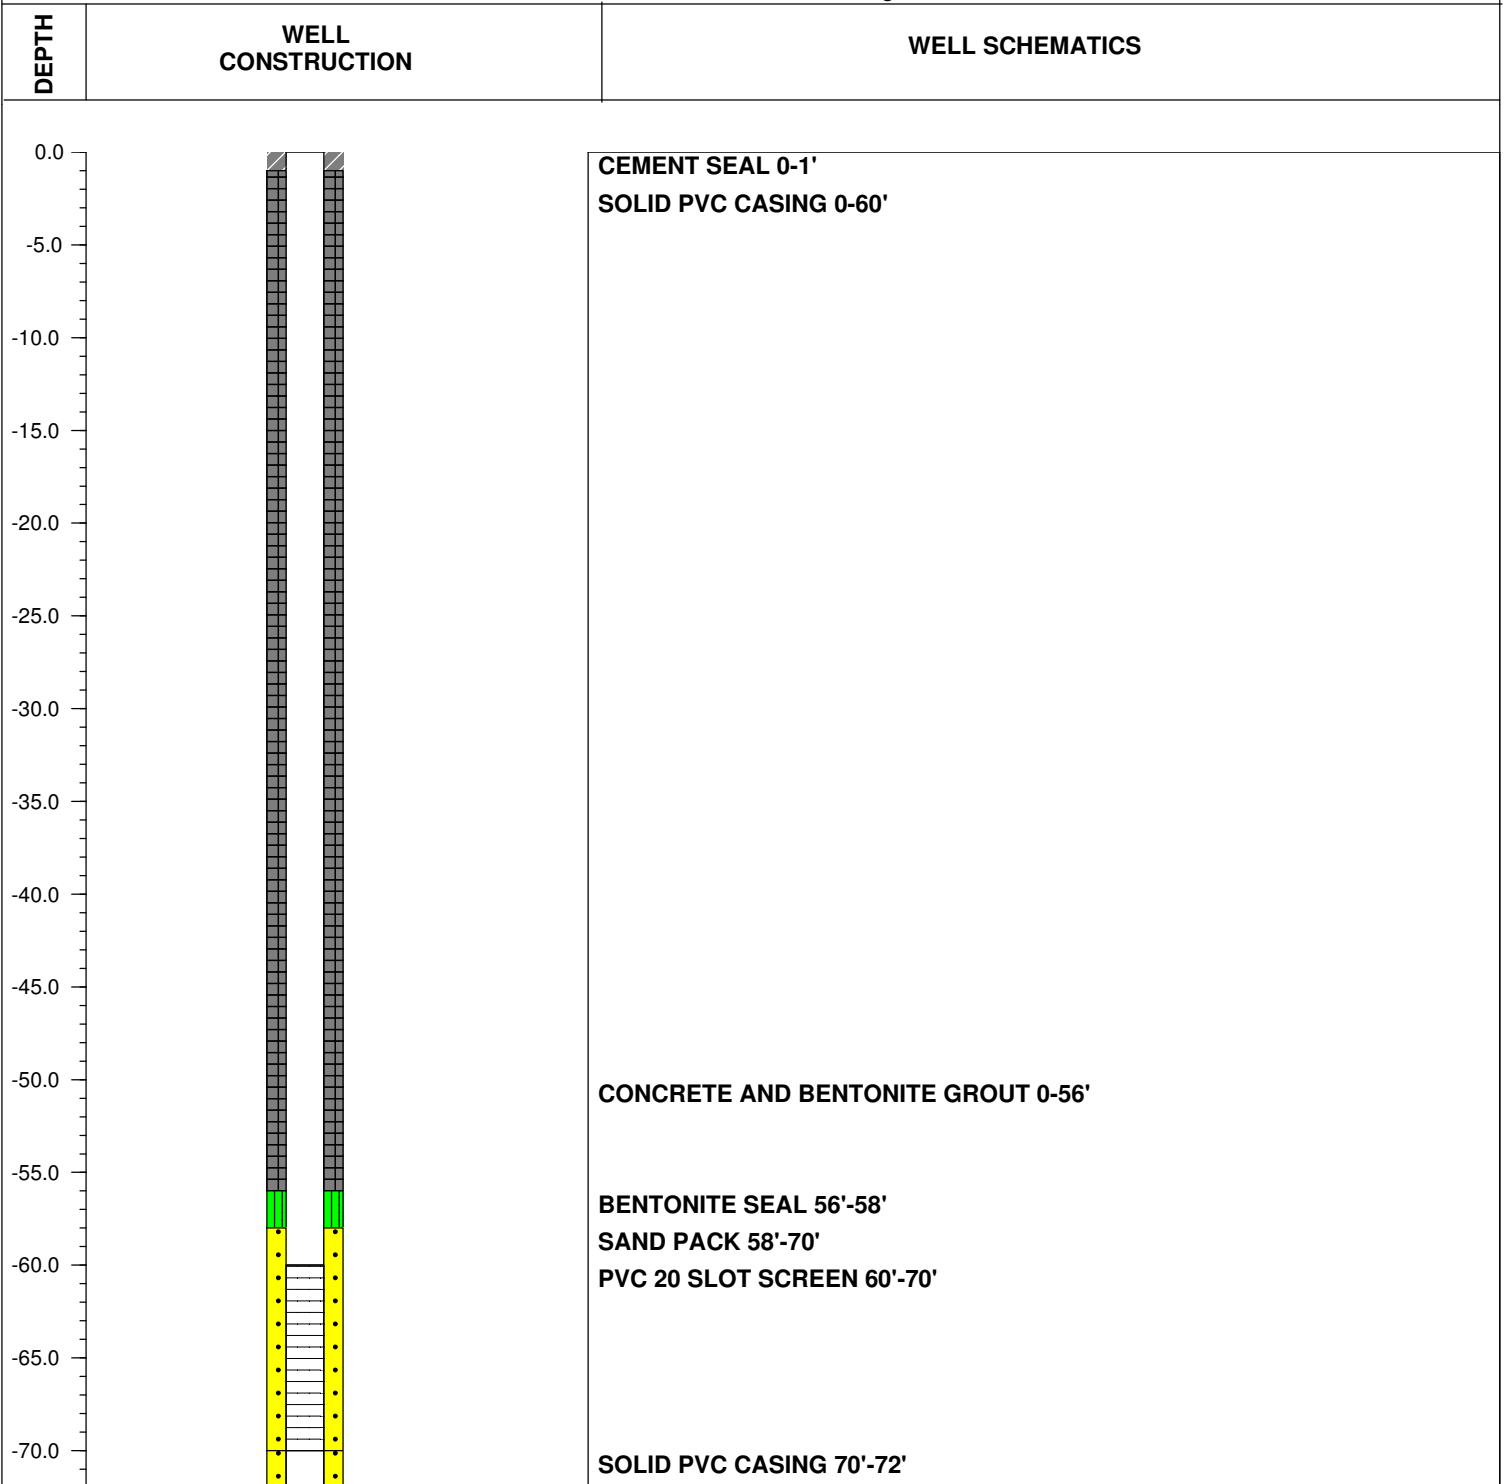 DEPTH
WELL
CONSTRUCTION
WELL SCHEMATICS
0.0
CEMENT SEAL 0-1'
SOLID PVC CASING 0-60'
-5.0
-10.0
-15.0
-20.0
-25.0
-30.0
-35.0
-40.0
-45.0
-50.0
CONCRETE AND BENTONITE GROUT 0-56'
-55.0
BENTONITE SEAL 56'-58'
SAND PACK 58'-70'
-60.0
PVC 20 SLOT SCREEN 60'-70'
-65.0
-70.0
SOLID PVC CASING 70'-72'